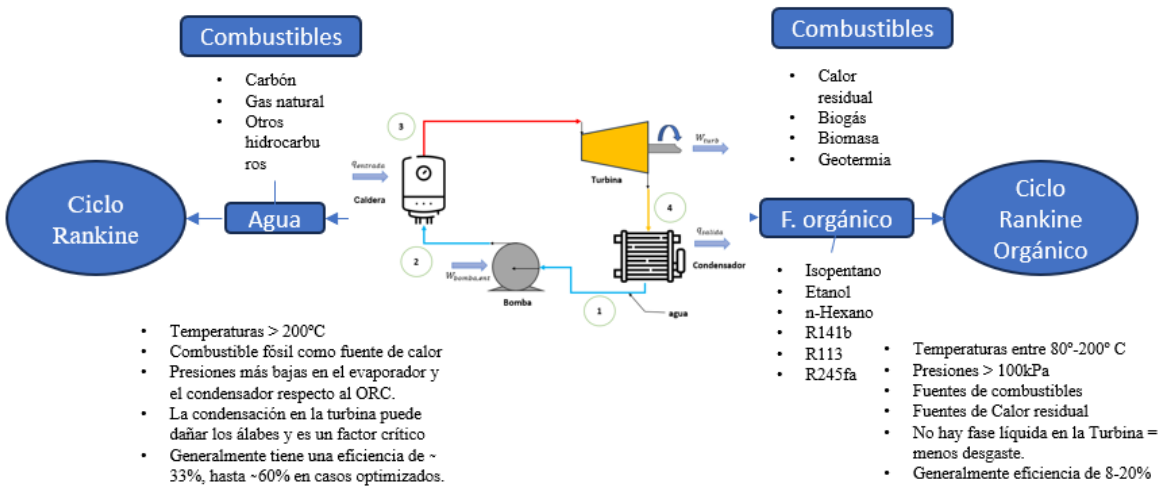 Combustibles
• Carbón
• Gas natural
• Otros
hidrocarbu
ros
Ciclo
Rankine
Agua
• Temperaturas > 200ºC
• Combustible fósil como fuente de calor
• Presiones más bajas en el evaporador y
el condensador respecto al ORC.
• La condensación en la turbina puede
dañar los álabes y es un factor crítico
• Generalmente tiene una eficiencia de ~
33%, hasta ~60% en casos optimizados.
3
q_entrada
Caldera
2
W_bomba,ent
Bomba
1
agua
Turbina
W_turb
4
q_salida
Condensador
Combustibles
• Calor
residual
• Biogás
• Biomasa
• Geotermia
F. orgánico
Ciclo
Rankine
Orgánico
• Isopentano
• Etanol
• n-Hexano
• R141b
• R113
• R245fa
• Temperaturas entre 80º-200º C
• Presiones > 100kPa
• Fuentes de combustibles
• Fuentes de Calor residual
• No hay fase líquida en la Turbina =
menos desgaste.
• Generalmente eficiencia de 8-20%